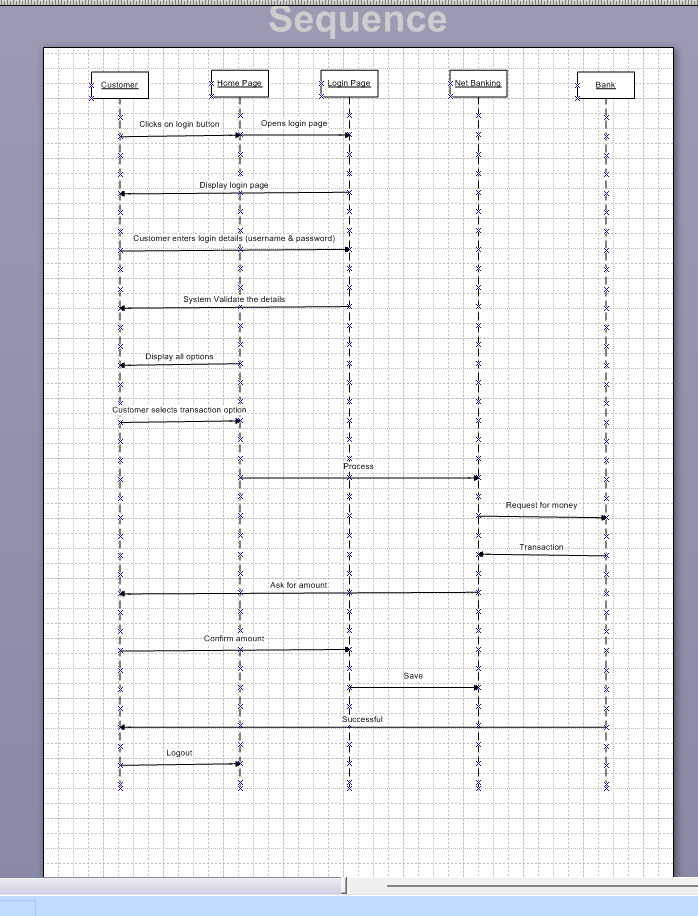 Sequence
Customer
Home Page
Login Page
Net Banking
Bank
Clicks on login button
Opens login page
Display login page
Customer enters login details (username & password)
System Validate the details
Display all options
Customer selects transaction option
Process
Request for money
Transaction
Ask for amount
Confirm amount
Save
Successful
Logout